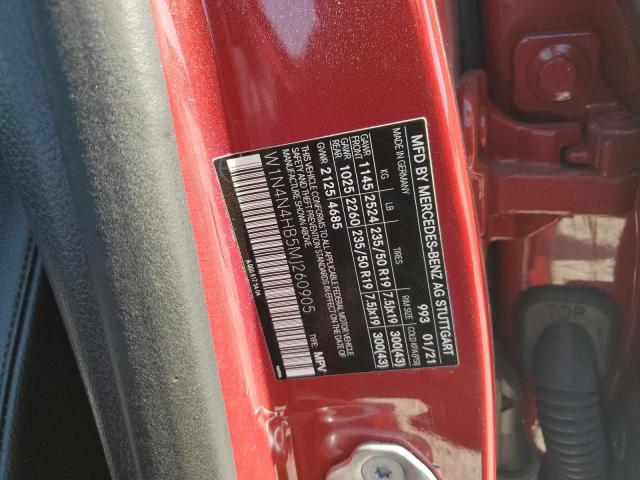 MFD BY MERCEDES-BENZ AG STUTTGART
MADE IN GERMANY 993 01/21
KG LB TIRES RIM SIZE COLD KPA/(PSI)
GAWR FRONT 1145 2524 235/50 R19 7.5Jx19 300(43)
GAWR REAR 1025 2260 235/50 R19 7.5Jx19 300(43)
GVWR 2125 4685
THIS VEHICLE CONFORMS TO ALL APPLICABLE FEDERAL MOTOR VEHICLE
SAFETY AND THEFT PREVENTION STANDARDS IN EFFECT ON THE DATE OF
MANUFACTURE SHOWN ABOVE.
W1N4N4HB5MJ260905 TYPE: MPV
TOP